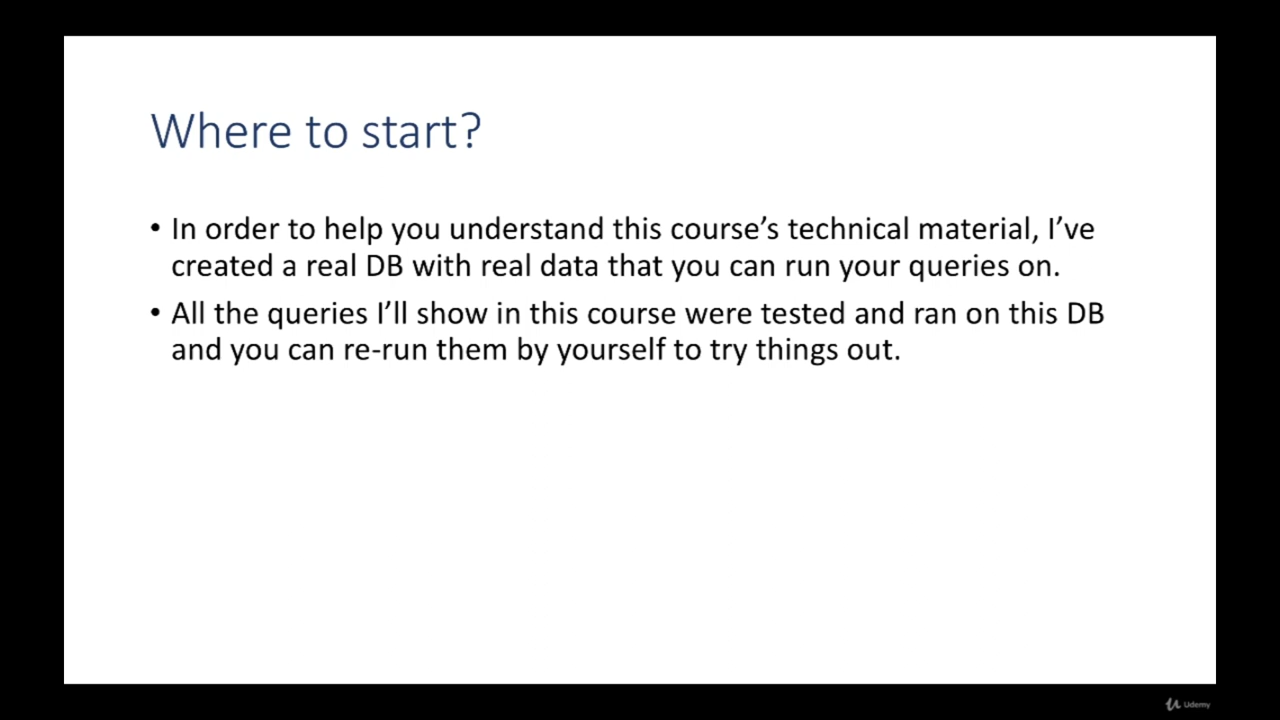 Where to start?
• In order to help you understand this course’s technical material, I’ve
created a real DB with real data that you can run your queries on.
• All the queries I’ll show in this course were tested and ran on this DB
and you can re-run them by yourself to try things out.
Udemy